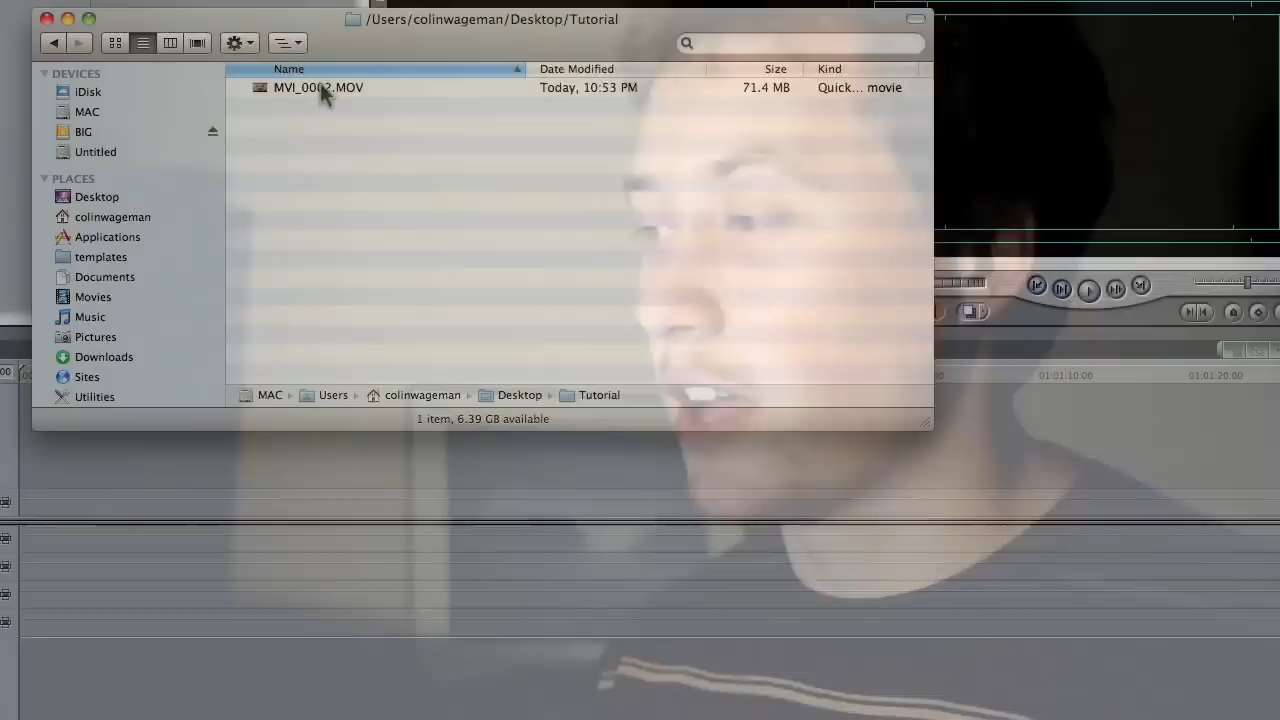 /Users/colinwageman/Desktop/Tutorial
Name Date Modified Size Kind
MVI_0002.MOV Today, 10:53 PM 71.4 MB Quick... movie
DEVICES
iDisk
MAC
BIG
Untitled
PLACES
Desktop
colinwageman
Applications
templates
Documents
Movies
Music
Pictures
Downloads
Sites
Utilities
MAC Users colinwageman Desktop Tutorial
1 item, 6.39 GB available
01:01:10:00 01:01:20:00